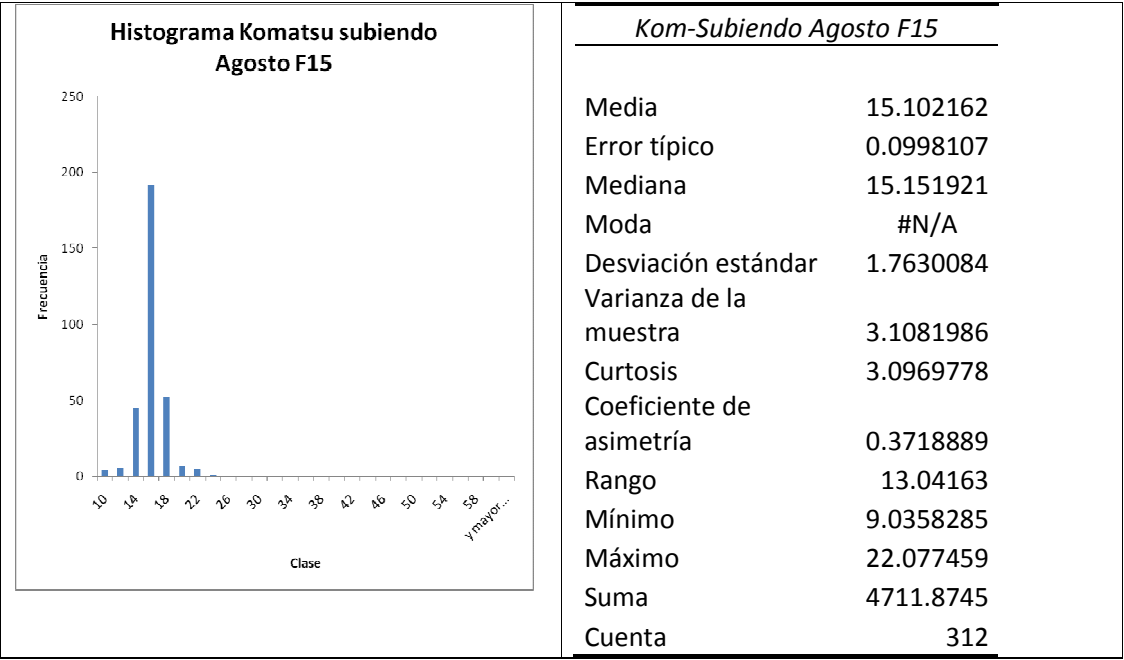 Histograma Komatsu subiendo
Agosto F15
250
200
150
100
50
0
Frecuencia
10
14
18
22
26
30
34
38
42
46
50
54
58
y mayor...
Clase
Kom-Subiendo Agosto F15
Media 15.102162
Error típico 0.0998107
Mediana 15.151921
Moda #N/A
Desviación estándar 1.7630084
Varianza de la
muestra 3.1081986
Curtosis 3.0969778
Coeficiente de
asimetría 0.3718889
Rango 13.04163
Mínimo 9.0358285
Máximo 22.077459
Suma 4711.8745
Cuenta 312